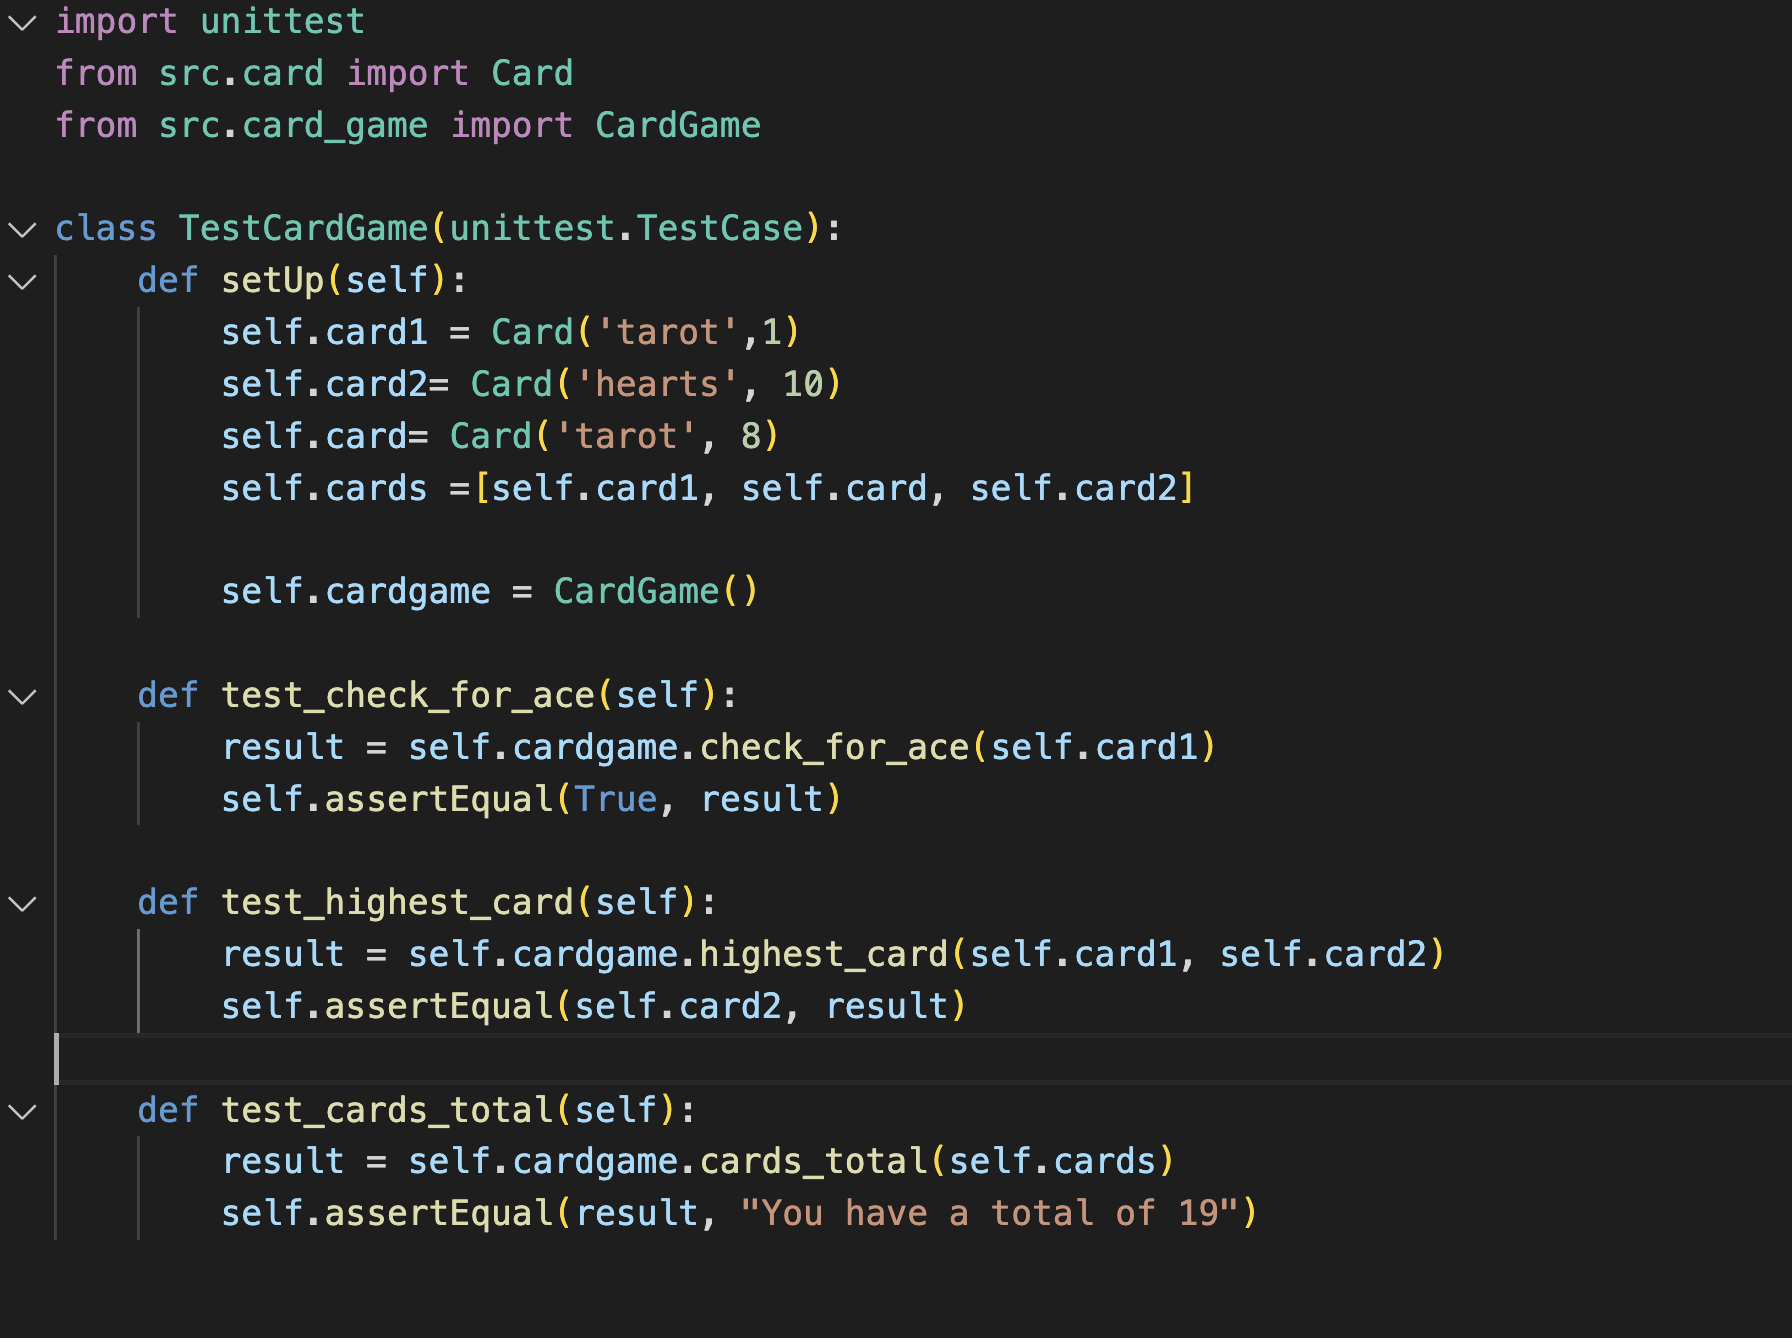 import unittest
from src.card import Card
from src.card_game import CardGame
class TestCardGame(unittest.TestCase):
    def setUp(self):
        self.card1 = Card('tarot',1)
        self.card2= Card('hearts', 10)
        self.card= Card('tarot', 8)
        self.cards =[self.card1, self.card, self.card2]
        self.cardgame = CardGame()
    def test_check_for_ace(self):
        result = self.cardgame.check_for_ace(self.card1)
        self.assertEqual(True, result)
    def test_highest_card(self):
        result = self.cardgame.highest_card(self.card1, self.card2)
        self.assertEqual(self.card2, result)
    def test_cards_total(self):
        result = self.cardgame.cards_total(self.cards)
        self.assertEqual(result, "You have a total of 19")